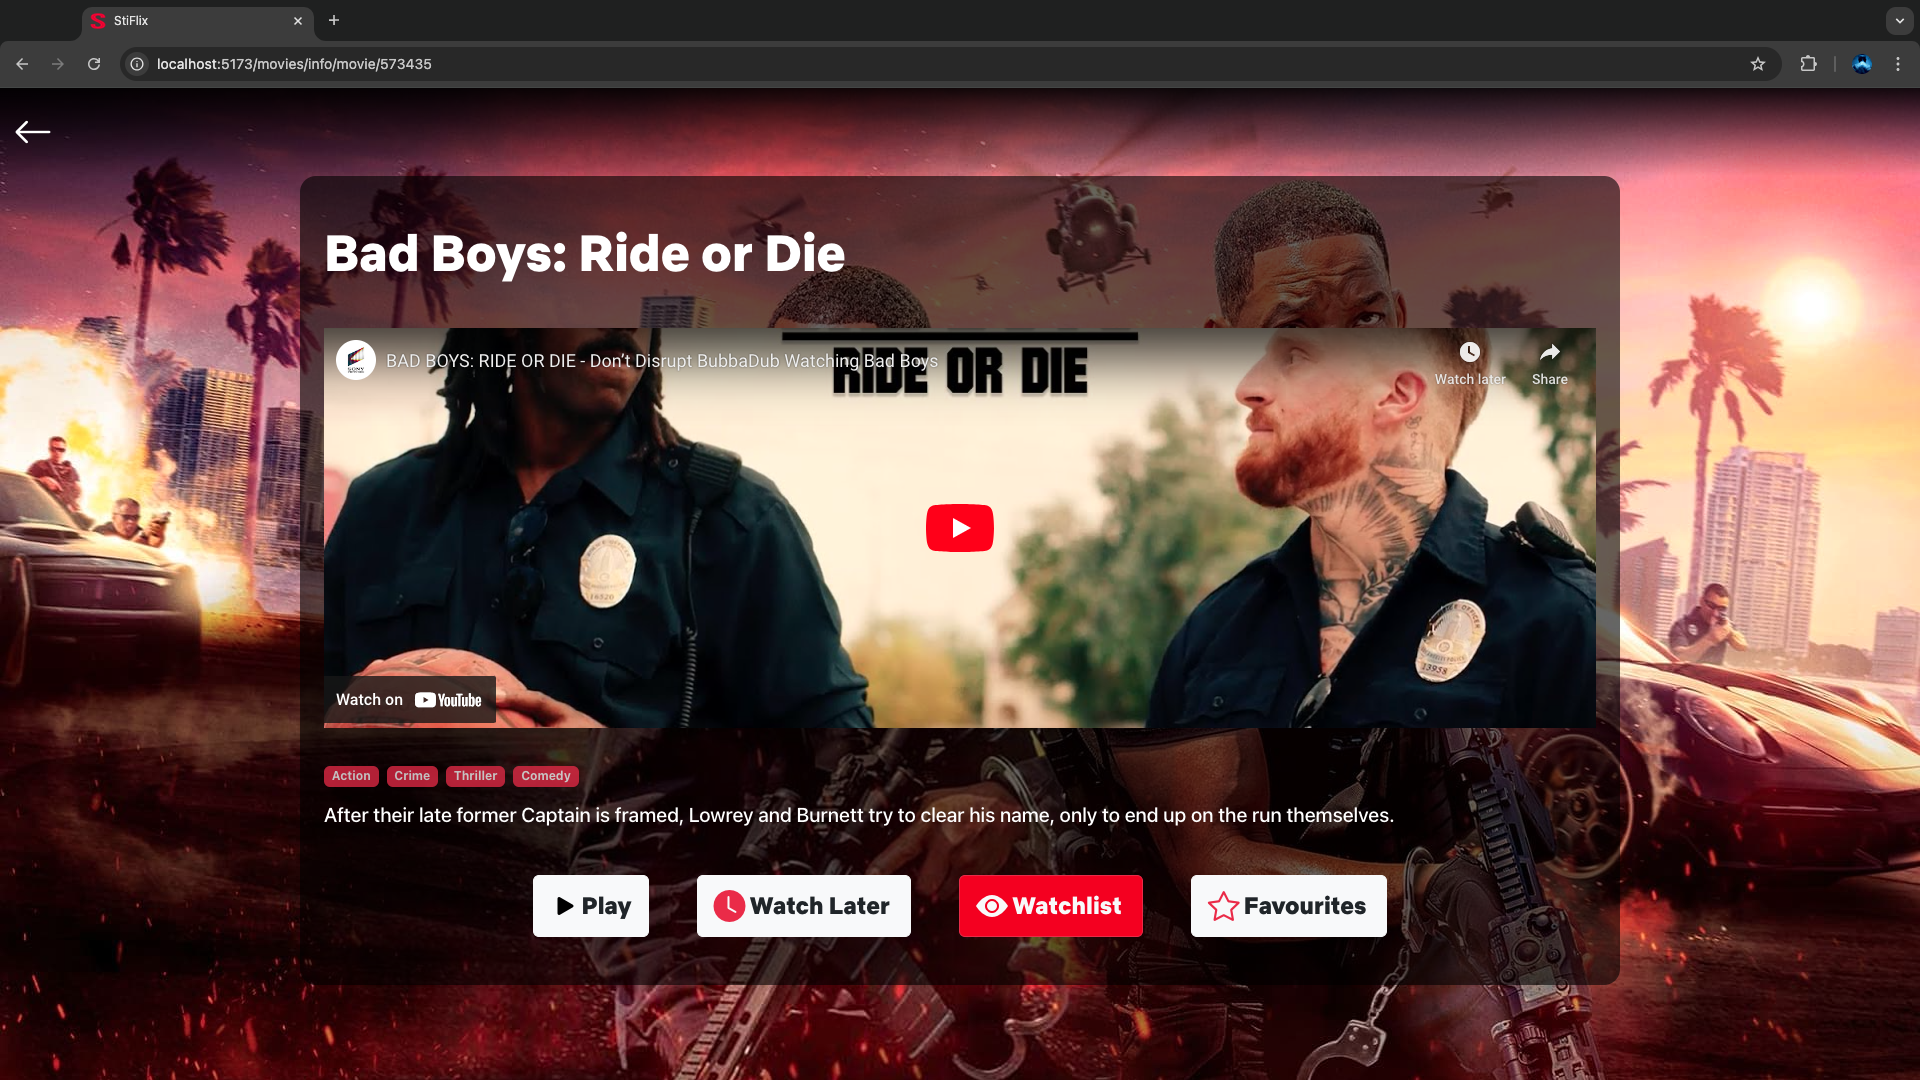 StiFlix
localhost:5173/movies/info/movie/573435
Bad Boys: Ride or Die
BAD BOYS: RIDE OR DIE - Don't Disrupt BubbaDub Watching Bad Boys
RIDE OR DIE
Watch later
Share
16520
13958
Watch on YouTube
Action Crime Thriller Comedy
After their late former Captain is framed, Lowrey and Burnett try to clear his name, only to end up on the run themselves.
Play
Watch Later
Watchlist
Favourites